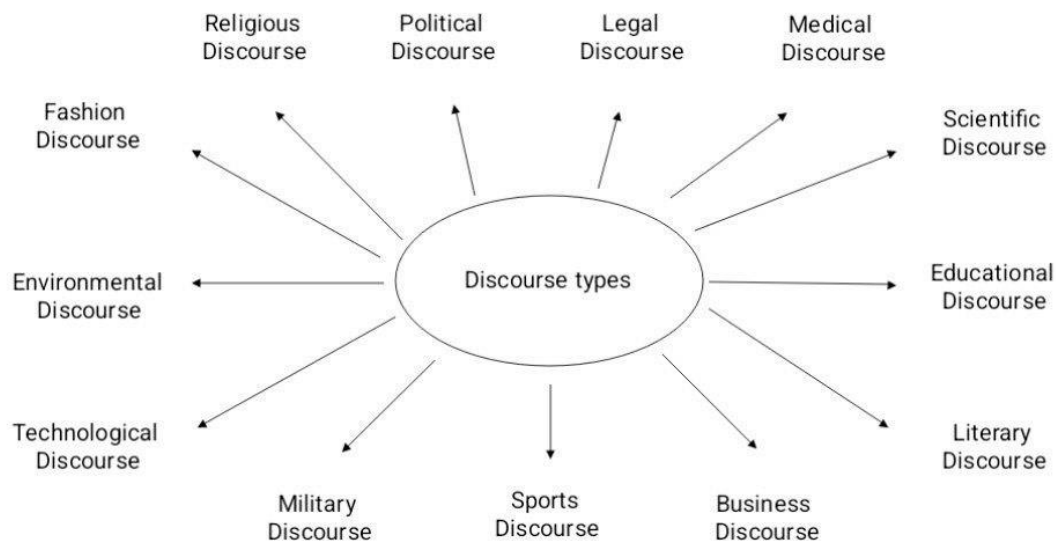 Religious
Discourse
Political
Discourse
Legal
Discourse
Medical
Discourse
Fashion
Discourse
Scientific
Discourse
Environmental
Discourse
Discourse types
Educational
Discourse
Technological
Discourse
Literary
Discourse
Military
Discourse
Sports
Discourse
Business
Discourse